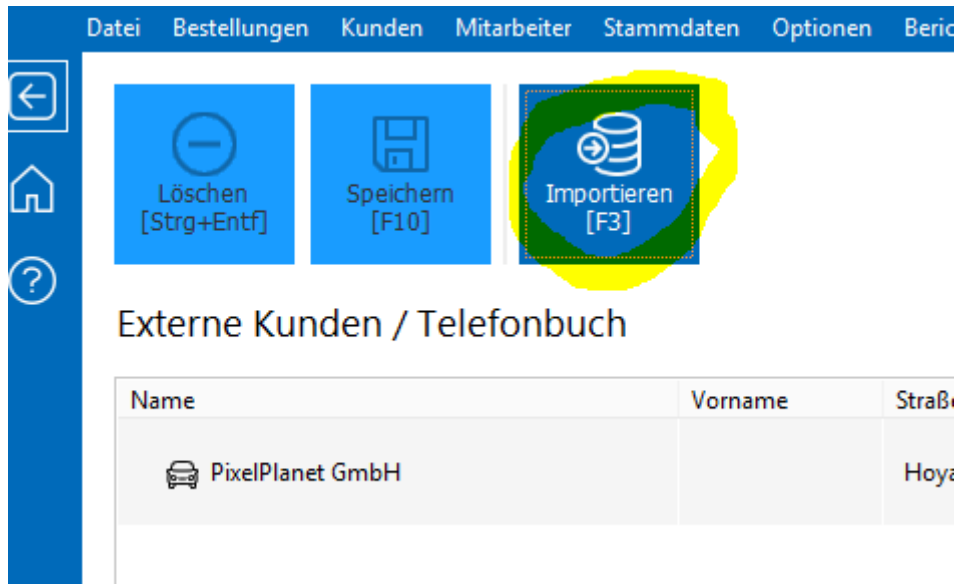 Datei Bestellungen Kunden Mitarbeiter Stammdaten Optionen
Löschen
[Strg+Entf]
Speichern
[F10]
Importieren
[F3]
Externe Kunden / Telefonbuch
Name Vorname
PixelPlanet GmbH